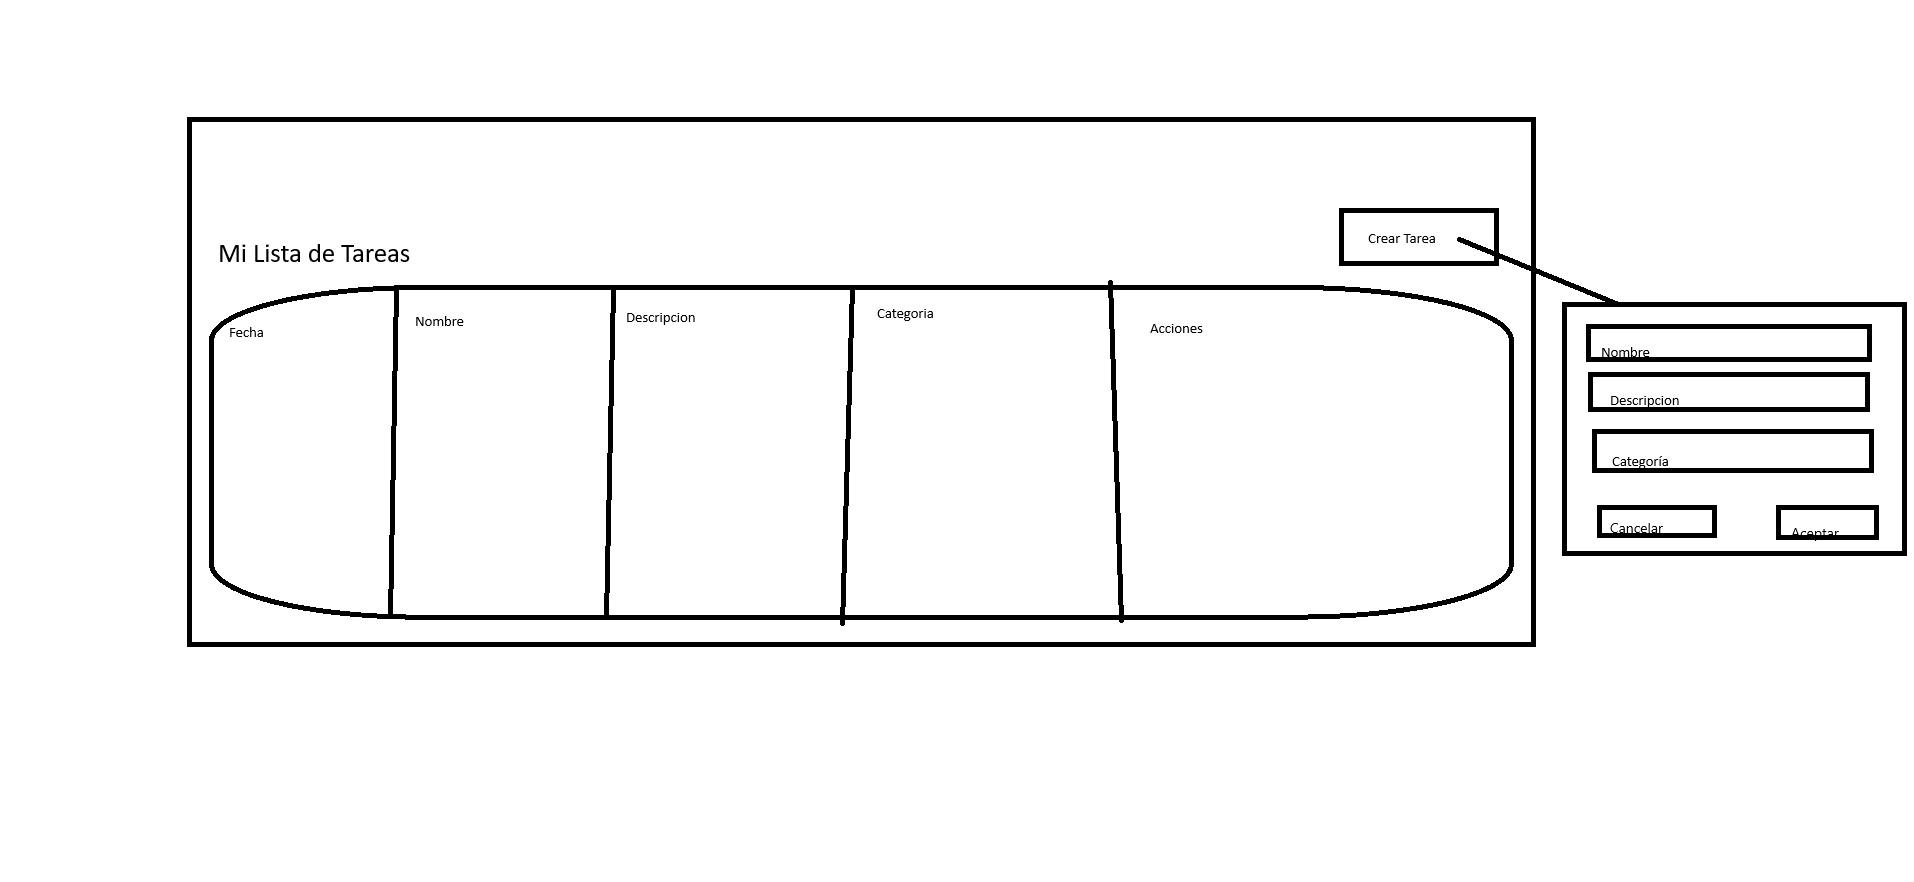 Crear Tarea
Mi Lista de Tareas
Fecha
Nombre
Descripcion
Categoria
Acciones
Nombre
Descripcion
Categoría
Cancelar
Aceptar